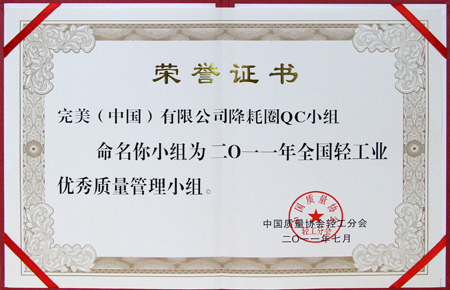 荣誉证书
完美（中国）有限公司降耗圈QC小组
命名你小组为二〇一一年全国轻工业
优秀质量管理小组。
中国质量协会轻工分会
二〇一一年七月
中国质量协会
轻工分会